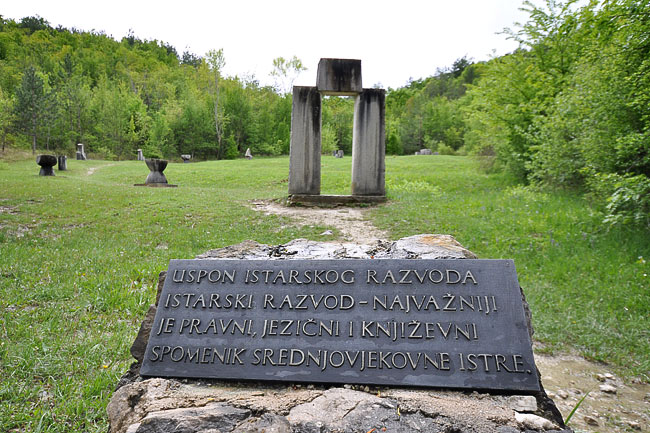 USPON ISTARSKOG RAZVODA
ISTARSKI RAZVOD - NAJVAŽNIJI
JE PRAVNI, JEZIČNI I KNJIŽEVNI
SPOMENIK SREDNJOVJEKOVNE ISTRE.